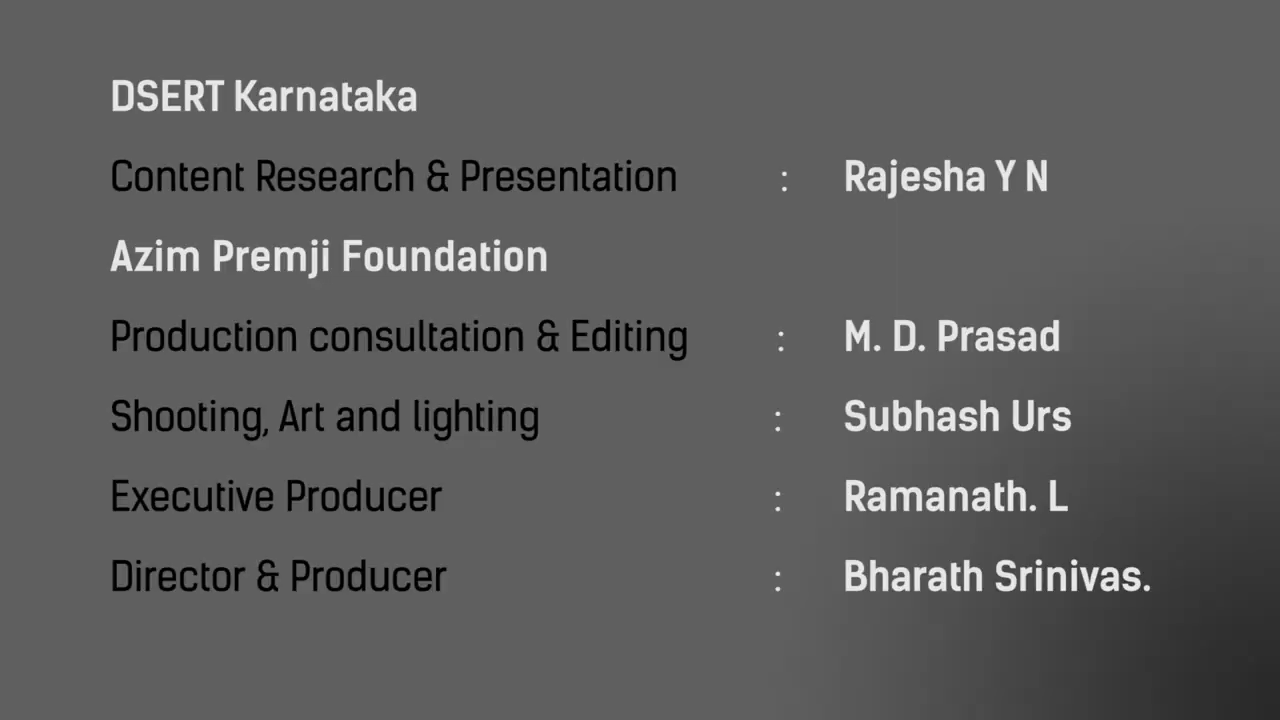 DSERT Karnataka
Content Research & Presentation : Rajesha Y N
Azim Premji Foundation
Production consultation & Editing : M. D. Prasad
Shooting, Art and lighting : Subhash Urs
Executive Producer : Ramanath. L
Director & Producer : Bharath Srinivas.